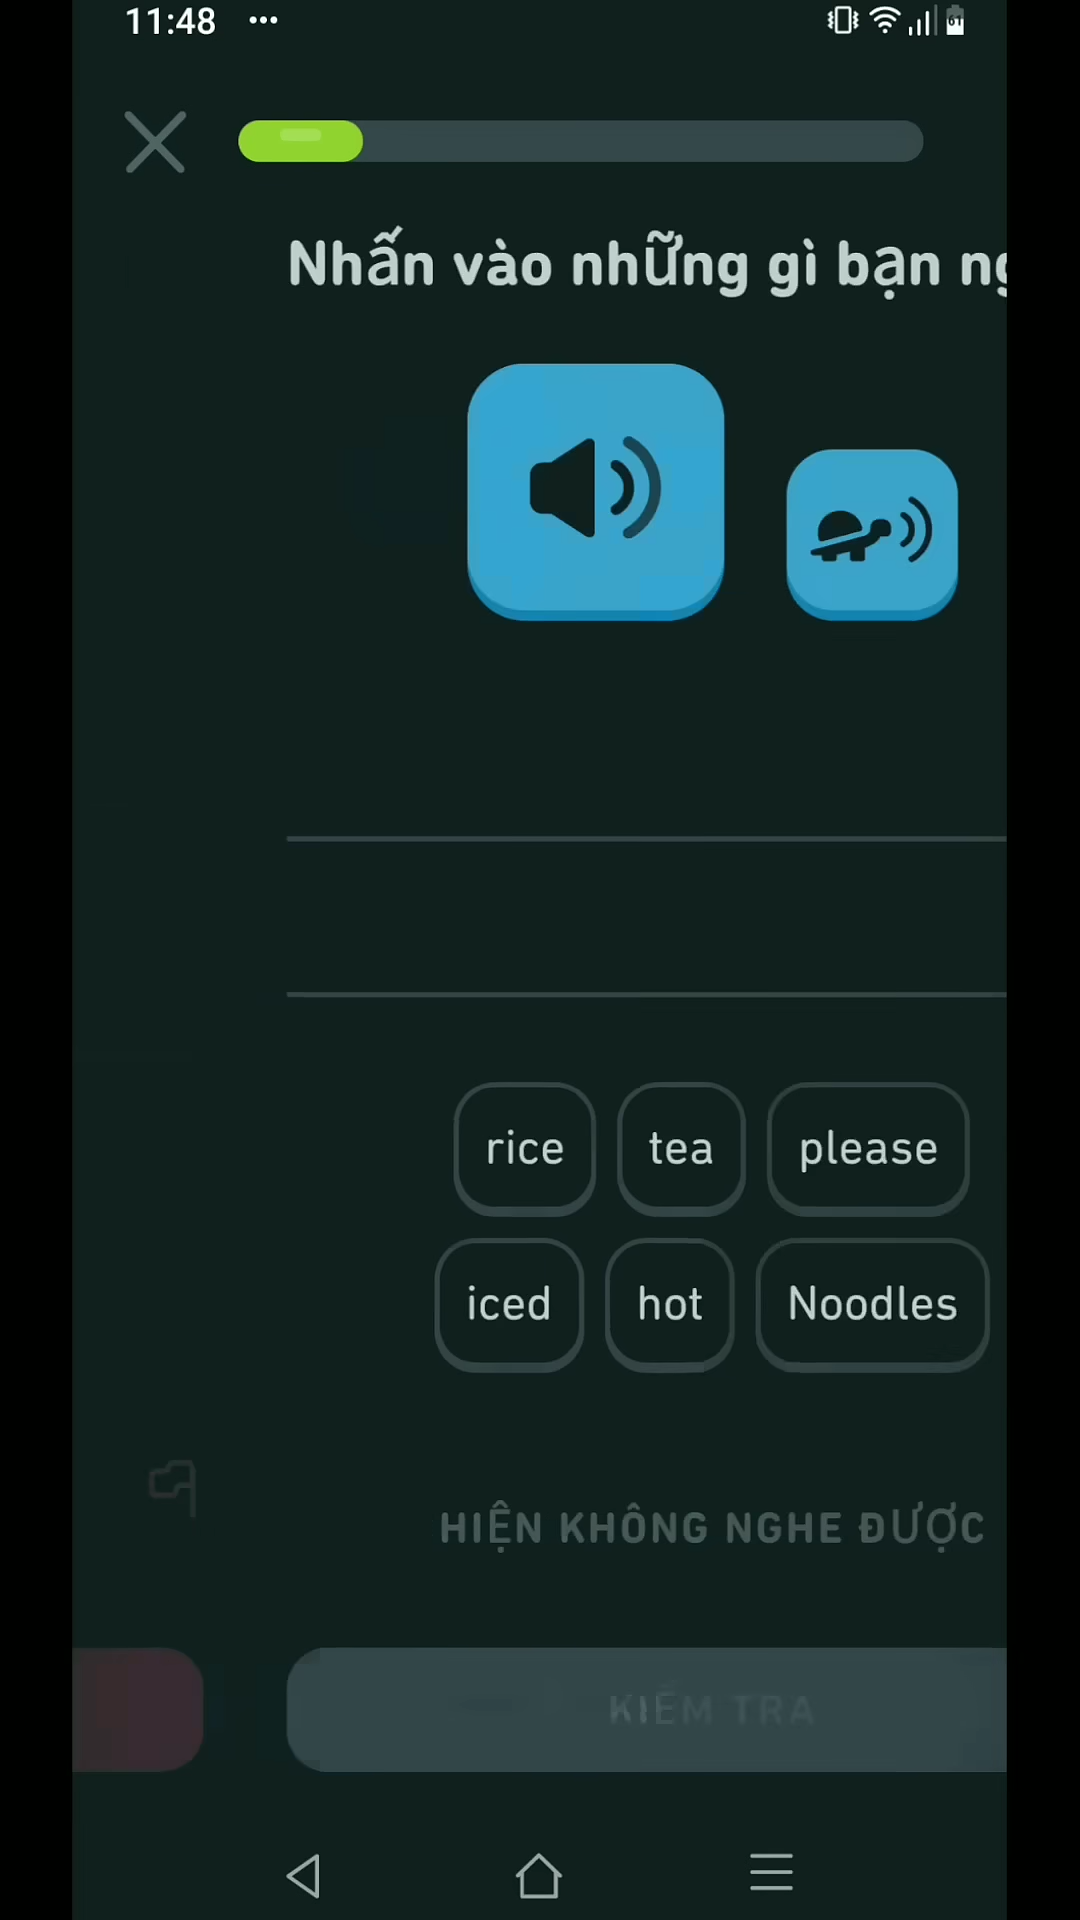 11:48
61
Nhấn vào những gì bạn ng
rice tea please
iced hot Noodles
HIỆN KHÔNG NGHE ĐƯỢC
KIỂM TRA